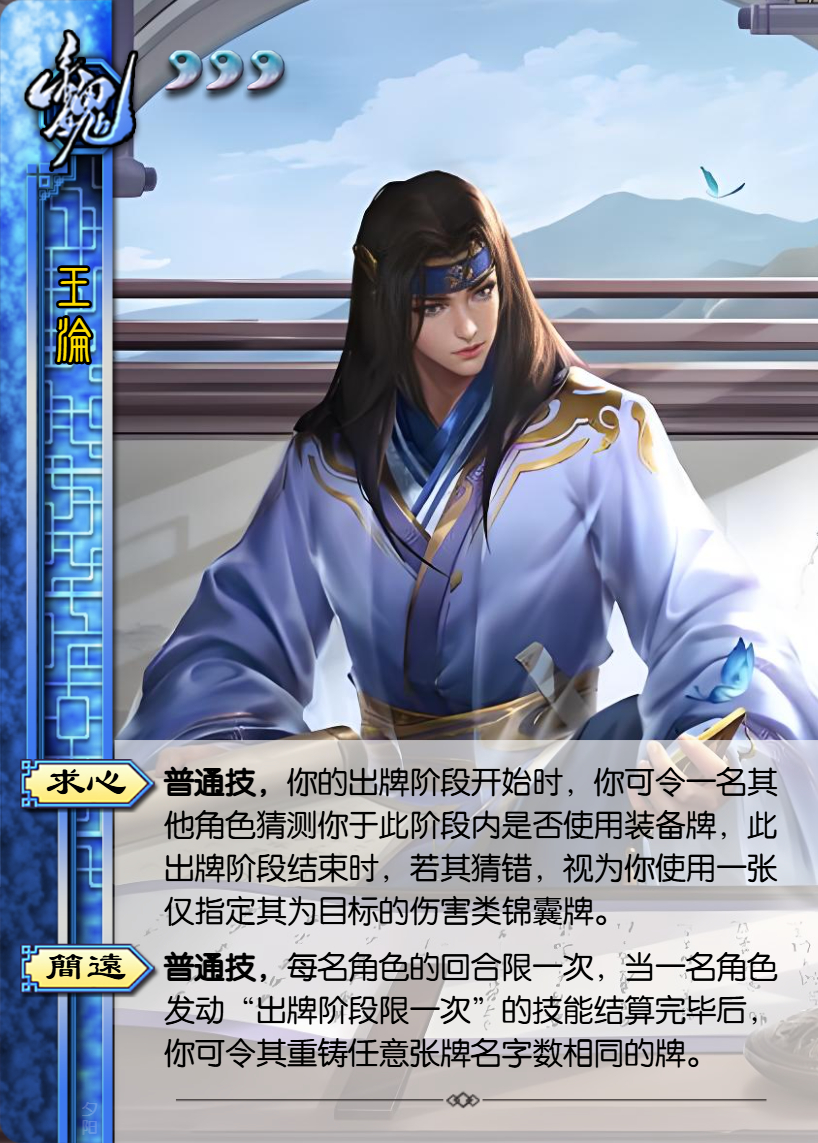 魏
王淪
求心
普通技，你的出牌阶段开始时，你可令一名其
他角色猜测你于此阶段内是否使用装备牌，此
出牌阶段结束时，若其猜错，视为你使用一张
仅指定其为目标的伤害类锦囊牌。
簡遠
普通技，每名角色的回合限一次，当一名角色
发动“出牌阶段限一次”的技能结算完毕后，
你可令其重铸任意张牌名字数相同的牌。
夕阳